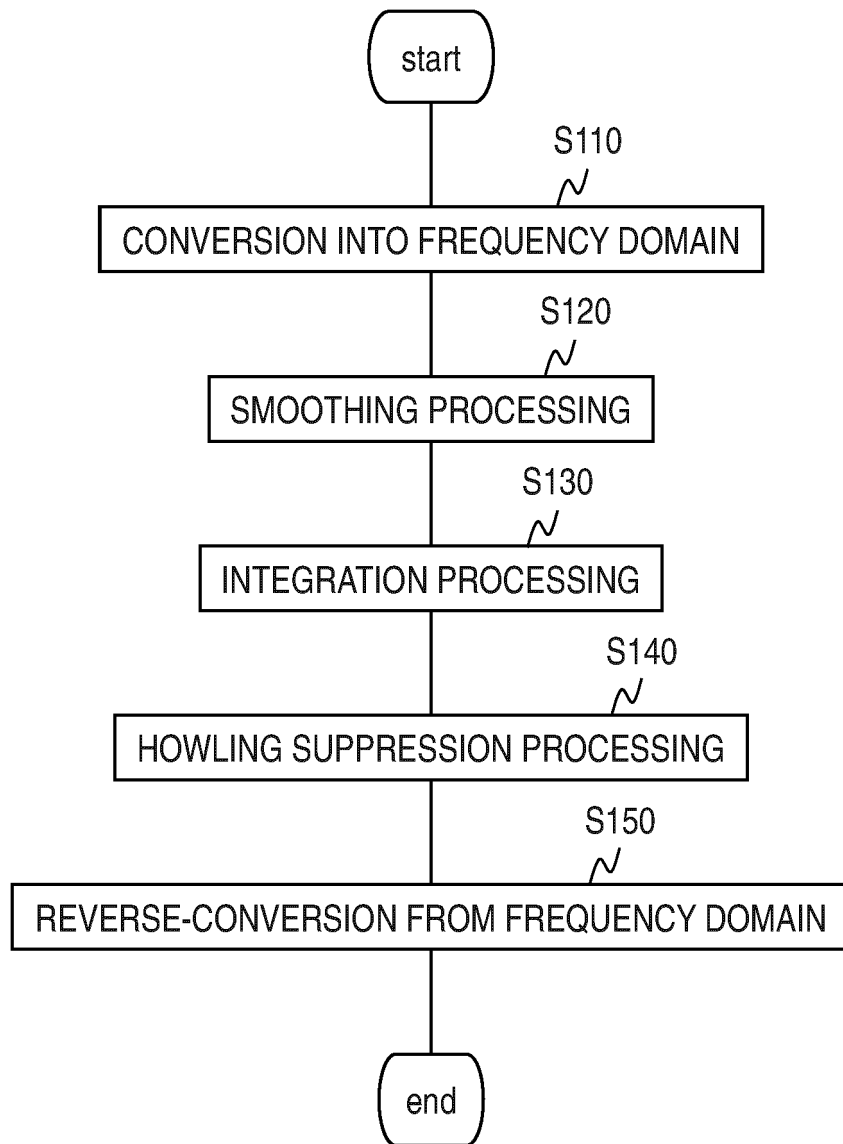 start
S110
CONVERSION INTO FREQUENCY DOMAIN
S120
SMOOTHING PROCESSING
S130
INTEGRATION PROCESSING
S140
HOWLING SUPPRESSION PROCESSING
S150
REVERSE-CONVERSION FROM FREQUENCY DOMAIN
end